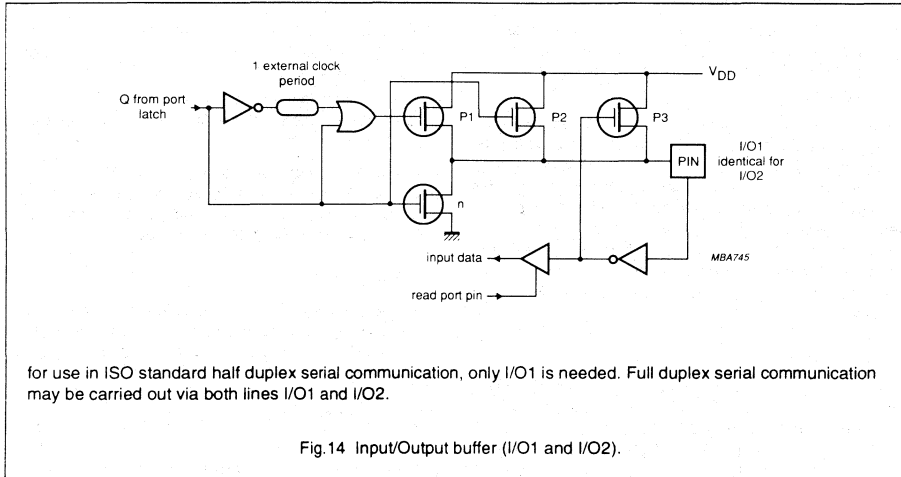 1 external clock
period
VDD
Q from port
latch
P1
P2
P3
I/O1
identical for
I/O2
PIN
n
input data
MBA745
read port pin
for use in ISO standard half duplex serial communication, only I/O1 is needed. Full duplex serial communication
may be carried out via both lines I/O1 and I/O2.
Fig.14 Input/Output buffer (I/O1 and I/O2).